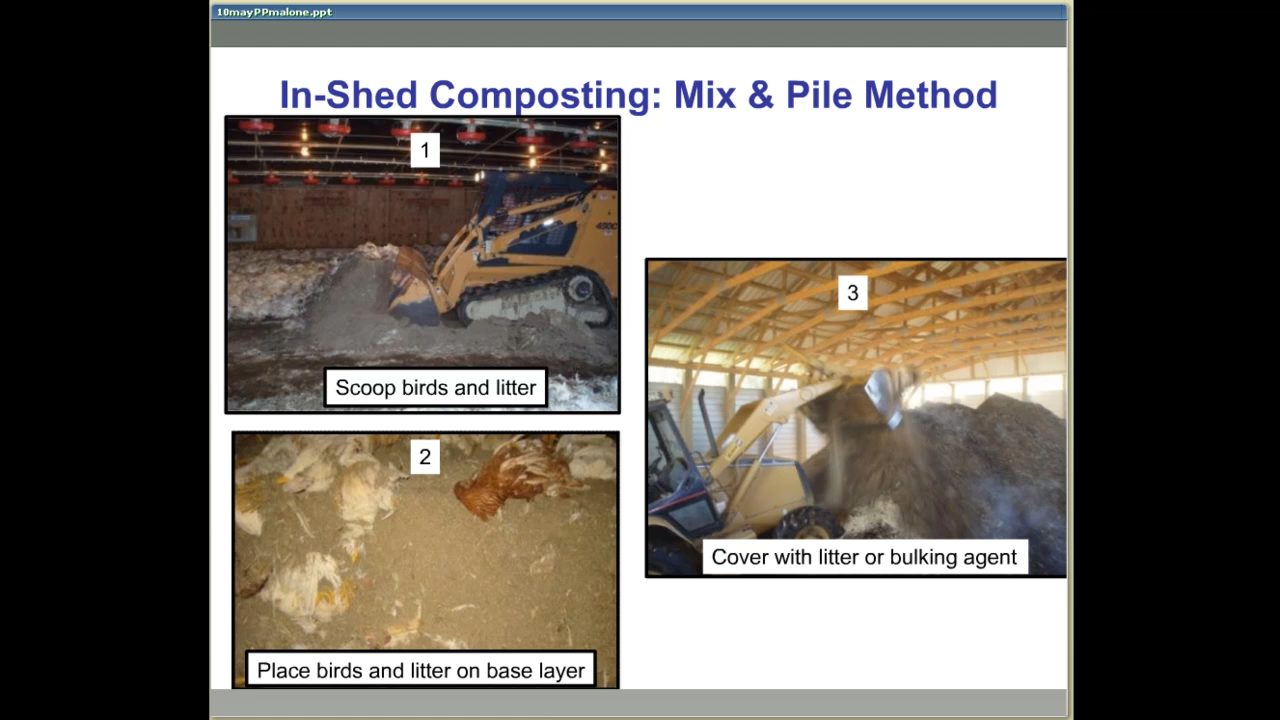 10mayPPmalone.ppt
In-Shed Composting: Mix & Pile Method
1
Scoop birds and litter
2
Place birds and litter on base layer
3
Cover with litter or bulking agent